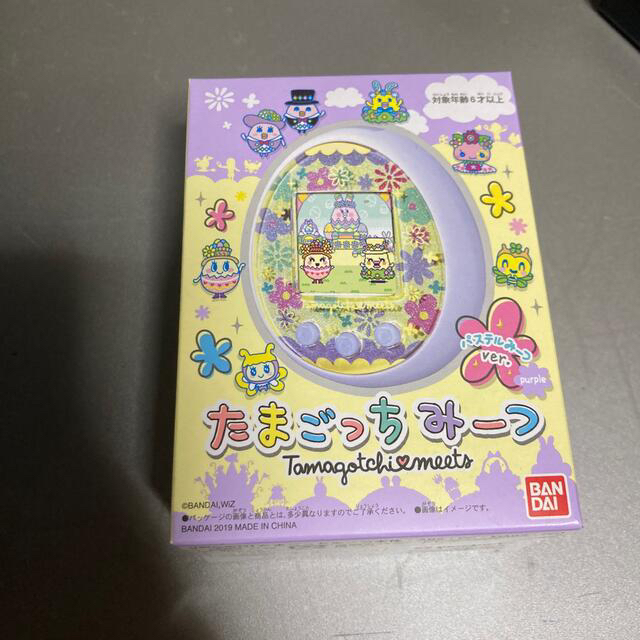 対象年齢6才以上
パステルみーつ
ver.
purple
たまごっち みーつ
Tamagotchi meets
©BANDAI,WiZ
●パッケージの画像と商品とは、多少異なりますのでご了承ください。 ●画像はイメージです。
BANDAI 2019 MADE IN CHINA
BAN
DAI